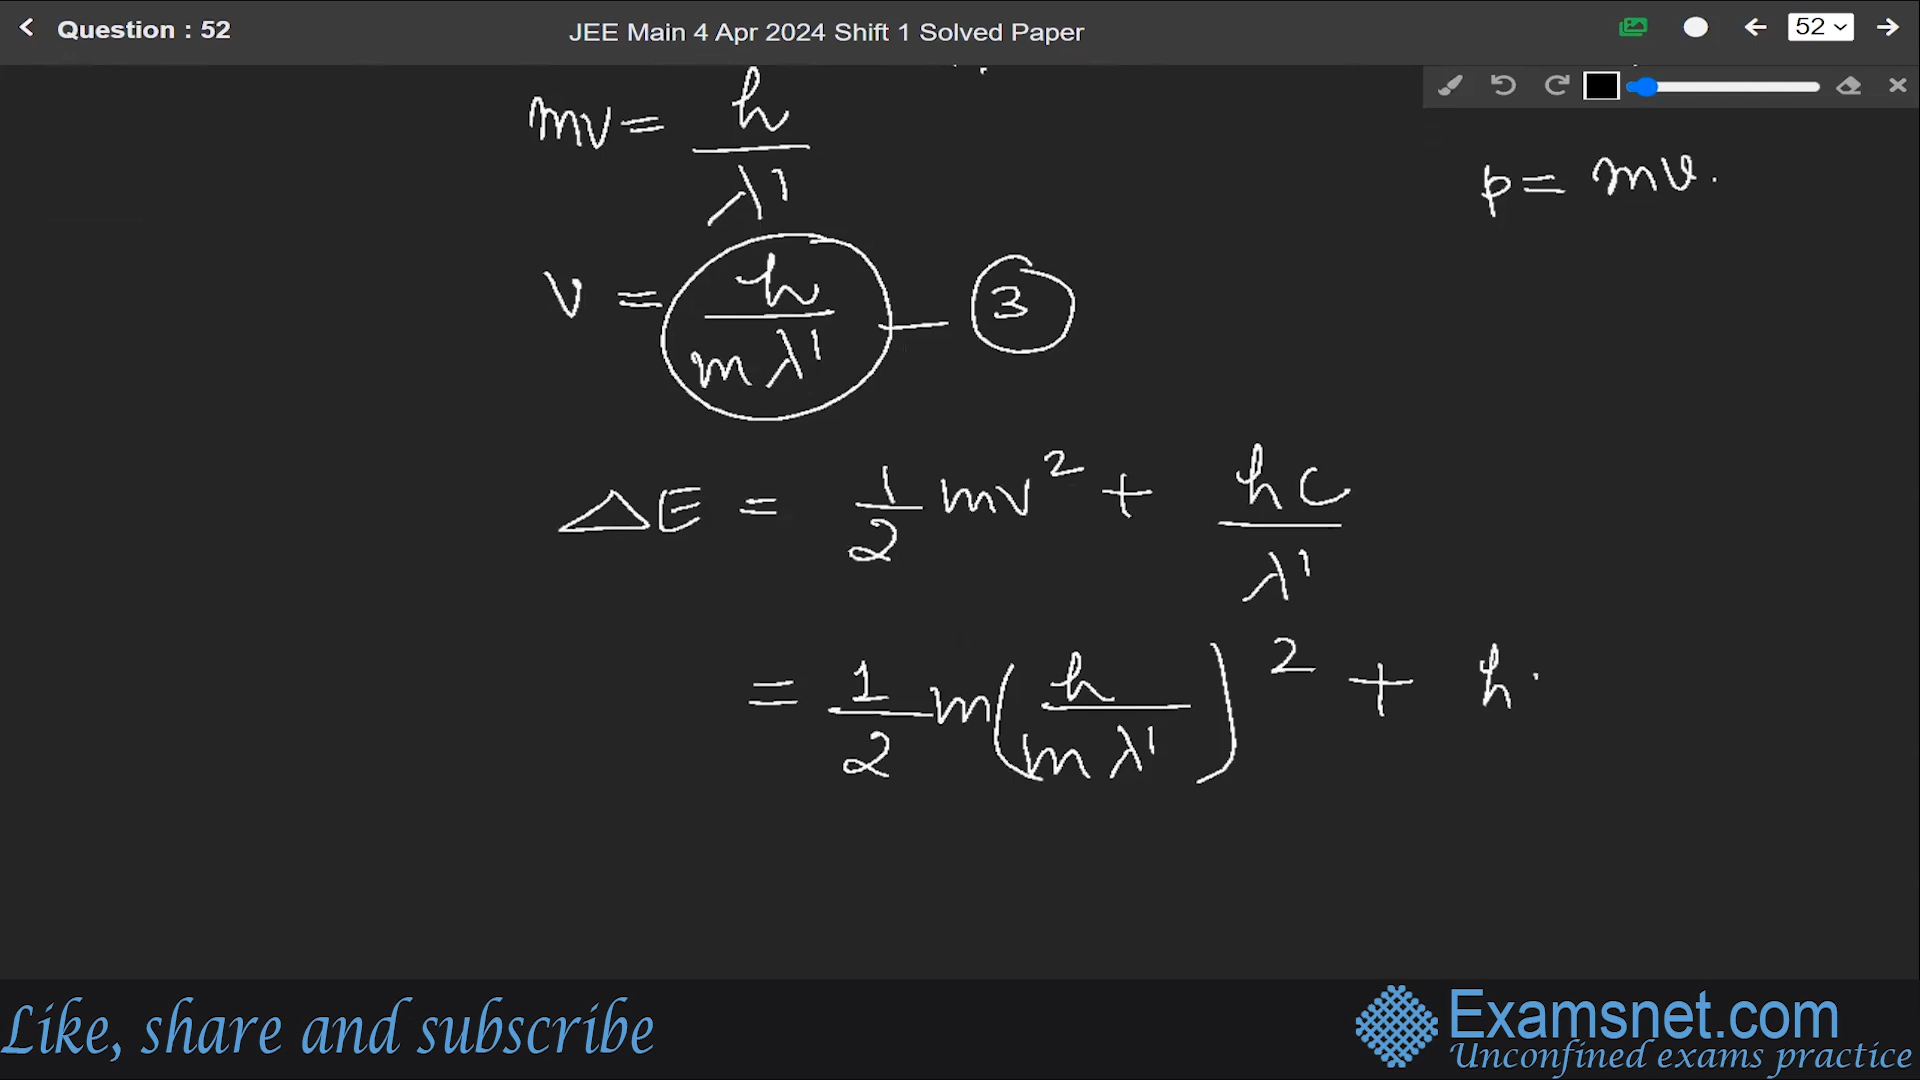 Question : 52
JEE Main 4 Apr 2024 Shift 1 Solved Paper
52
mv = h/λ'
p = mv.
v = h/mλ' — 3
ΔE = 1/2 mv² + hc/λ'
= 1/2 m(h/mλ')² + h
Like, share and subscribe
Examsnet.com
Unconfined exams practice